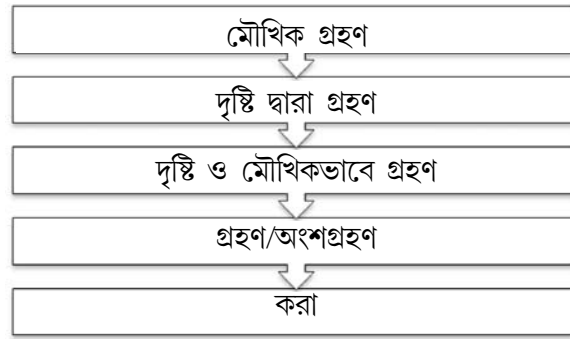 মৌখিক গ্রহণ
দৃষ্টি দ্বারা গ্রহণ
দৃষ্টি ও মৌখিকভাবে গ্রহণ
গ্রহণ/অংশগ্রহণ
করা